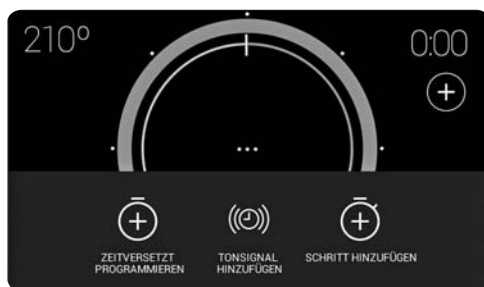 210°
0:00
ZEITVERSETZT
PROGRAMMIEREN
TONSIGNAL
HINZUFÜGEN
SCHRITT HINZUFÜGEN